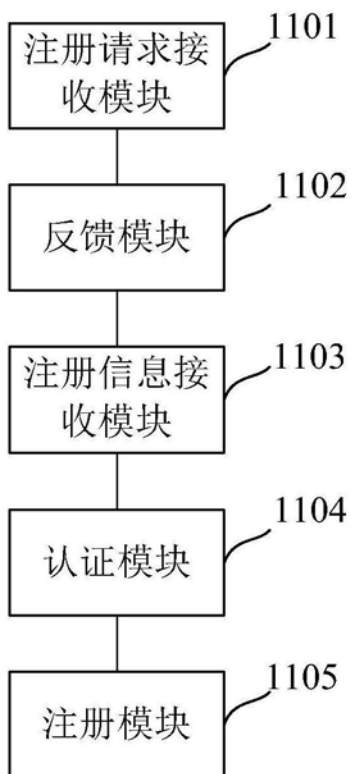 1101
注册请求接
收模块
1102
反馈模块
1103
注册信息接
收模块
1104
认证模块
1105
注册模块